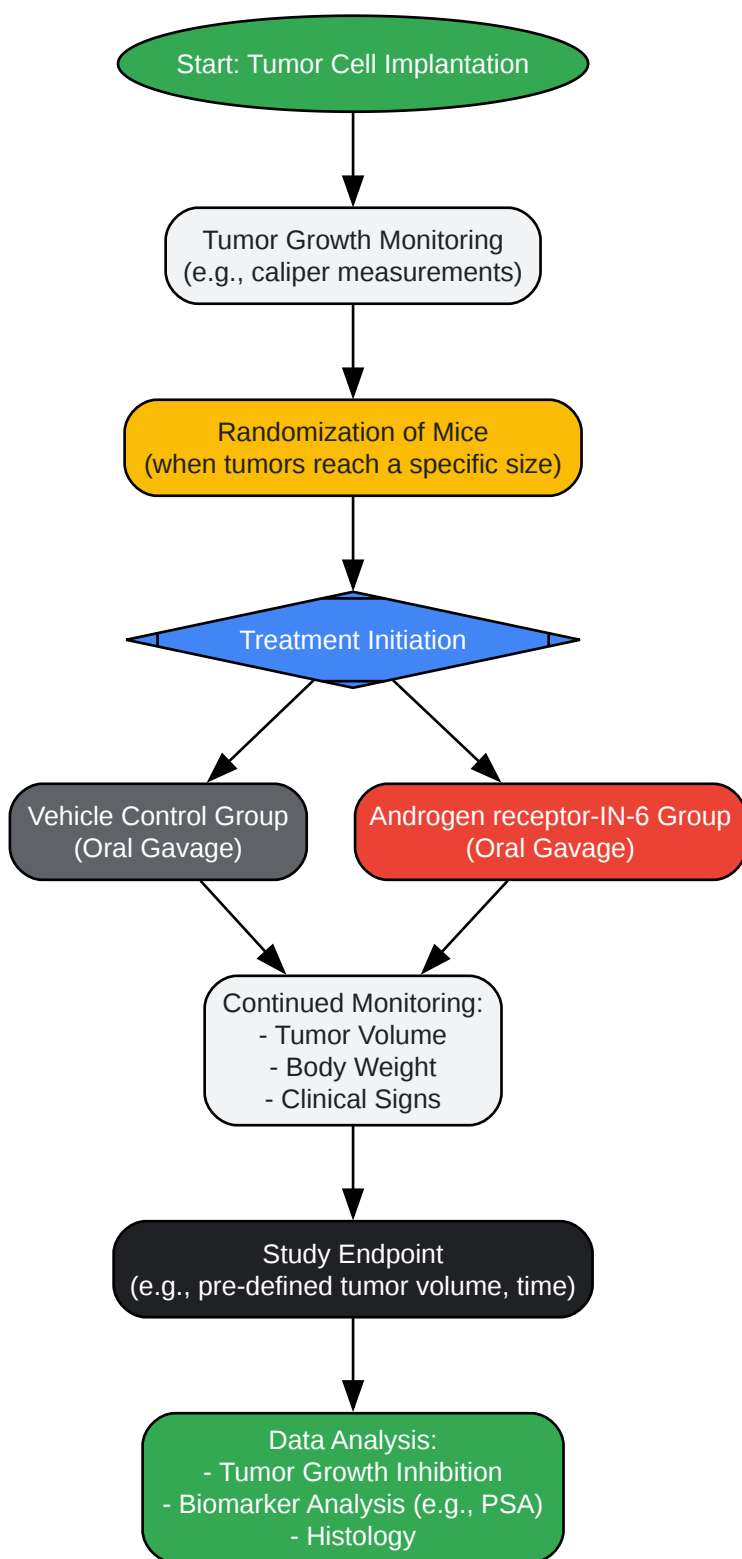 Start: Tumor Cell Implantation
Tumor Growth Monitoring
(e.g., caliper measurements)
Randomization of Mice
(when tumors reach a specific size)
Treatment Initiation
Vehicle Control Group
(Oral Gavage)
Androgen receptor-IN-6 Group
(Oral Gavage)
Continued Monitoring:
- Tumor Volume
- Body Weight
- Clinical Signs
Study Endpoint
(e.g., pre-defined tumor volume, time)
Data Analysis:
- Tumor Growth Inhibition
- Biomarker Analysis (e.g., PSA)
- Histology